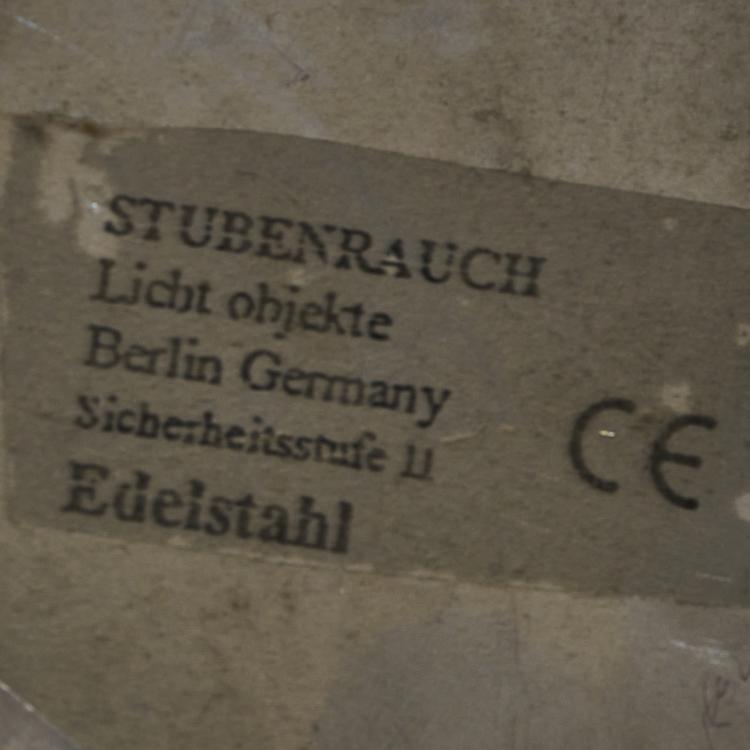 STUBENRAUCH
Licht objekte
Berlin Germany
Sicherheitsstufe II
Edelstahl
CE